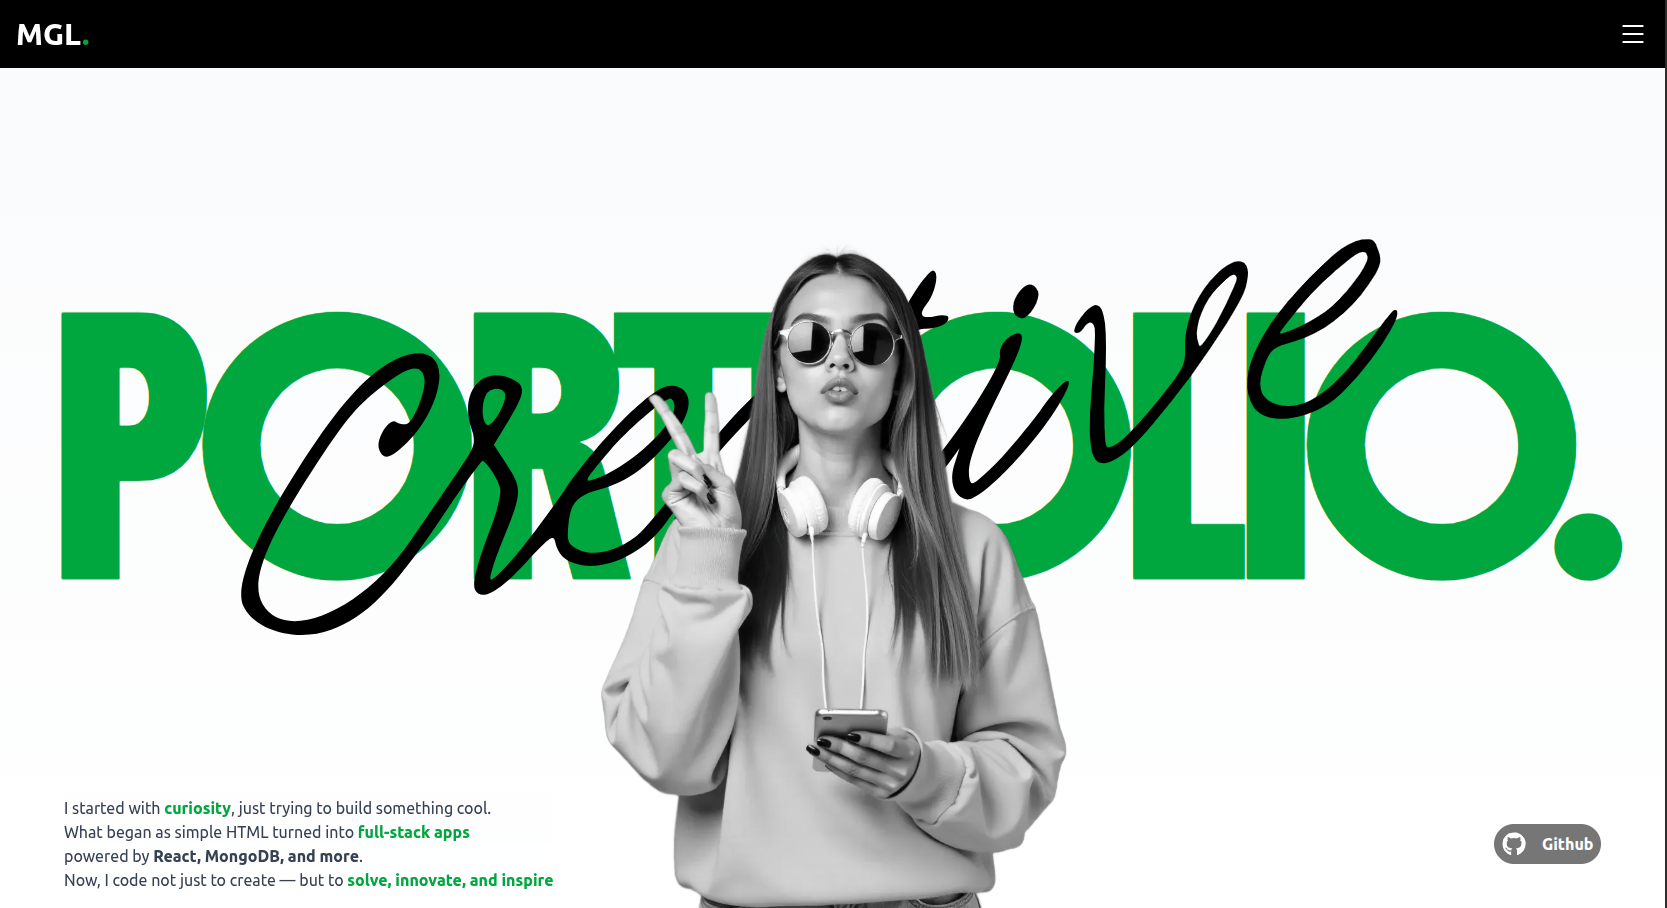 MGL.
PORTFOLIO.
Creative
I started with curiosity, just trying to build something cool.
What began as simple HTML turned into full-stack apps
powered by React, MongoDB, and more.
Now, I code not just to create — but to solve, innovate, and inspire
Github